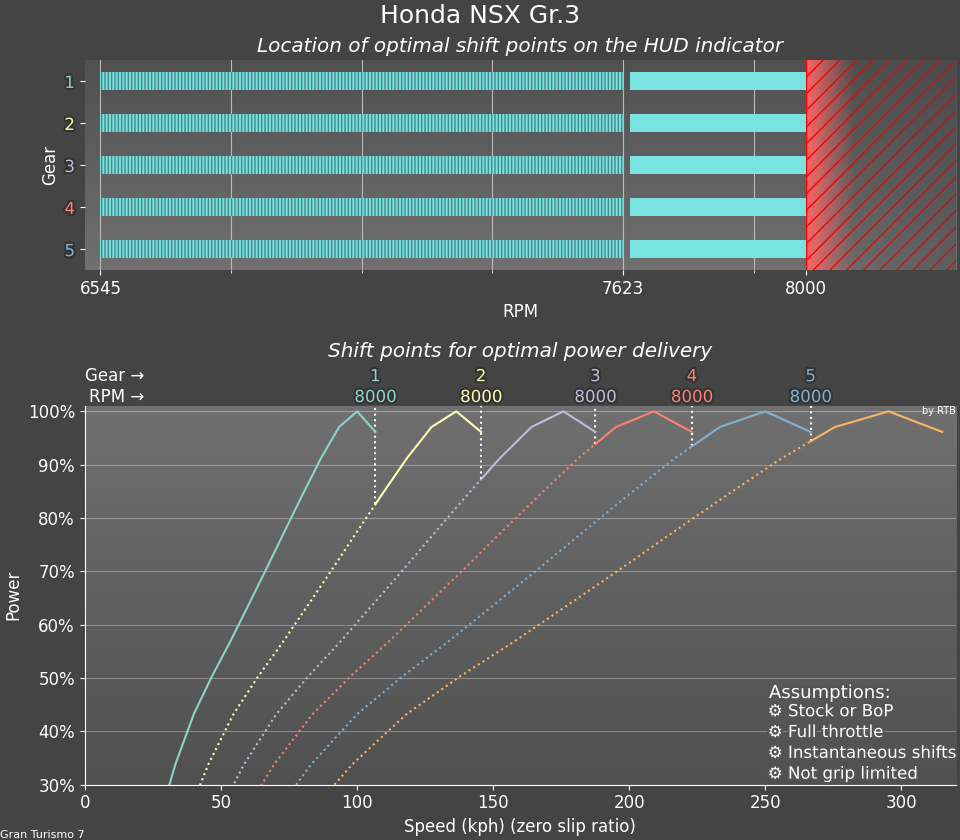 Honda NSX Gr.3
Location of optimal shift points on the HUD indicator
Gear
1
2
3
4
5
6545 7623 8000
RPM
Shift points for optimal power delivery
Gear → 1 2 3 4 5
RPM → 8000 8000 8000 8000 8000
by RTB
Power
100%
90%
80%
70%
60%
50%
40%
30%
Assumptions:
⚙ Stock or BoP
⚙ Full throttle
⚙ Instantaneous shifts
⚙ Not grip limited
0 50 100 150 200 250 300
Speed (kph) (zero slip ratio)
Gran Turismo 7